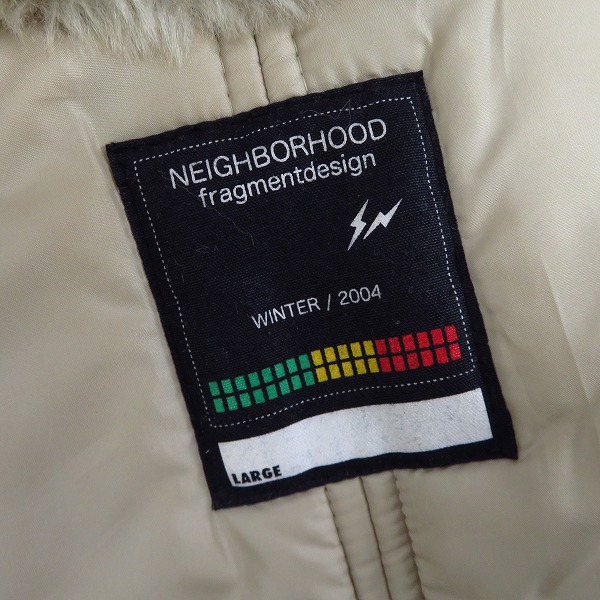 NEIGHBORHOOD
fragmentdesign
WINTER / 2004
LARGE